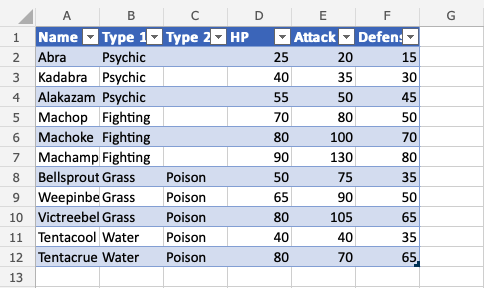 A B C D E F G
1 Name Type 1 Type 2 HP Attack Defens
2 Abra Psychic 25 20 15
3 Kadabra Psychic 40 35 30
4 Alakazam Psychic 55 50 45
5 Machop Fighting 70 80 50
6 Machoke Fighting 80 100 70
7 Machamp Fighting 90 130 80
8 Bellsprout Grass Poison 50 75 35
9 Weepinbe Grass Poison 65 90 50
10 Victreebel Grass Poison 80 105 65
11 Tentacool Water Poison 40 40 35
12 Tentacrue Water Poison 80 70 65
13